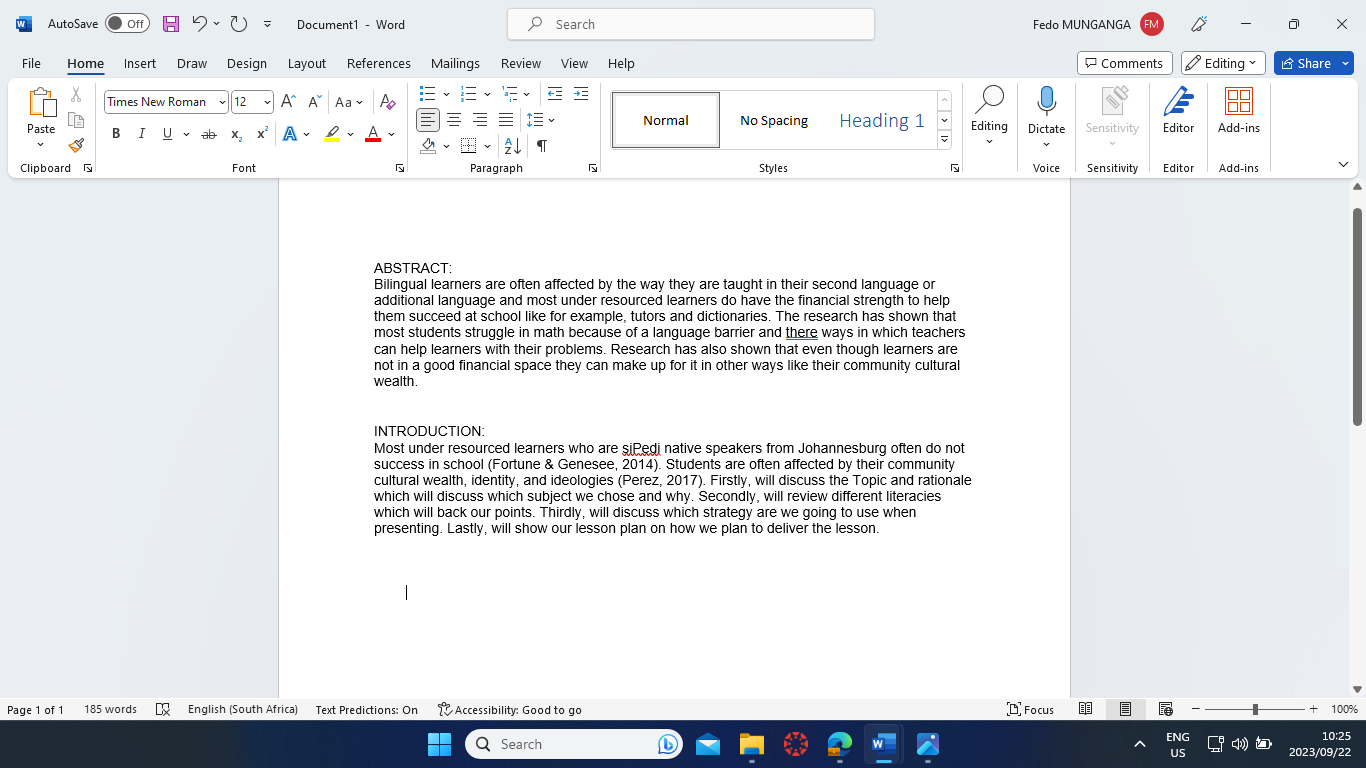 AutoSave Off Document1 - Word Search Fedo MUNGANGA FM
File Home Insert Draw Design Layout References Mailings Review View Help Comments Editing Share
Times New Roman 12 Aa
Paste B I U ab x₂ x² A A Normal No Spacing Heading 1 Editing Dictate Sensitivity Editor Add-ins
Clipboard Font Paragraph Styles Voice Sensitivity Editor Add-ins
ABSTRACT:
Bilingual learners are often affected by the way they are taught in their second language or
additional language and most under resourced learners do have the financial strength to help
them succeed at school like for example, tutors and dictionaries. The research has shown that
most students struggle in math because of a language barrier and there ways in which teachers
can help learners with their problems. Research has also shown that even though learners are
not in a good financial space they can make up for it in other ways like their community cultural
wealth.
INTRODUCTION:
Most under resourced learners who are siPedi native speakers from Johannesburg often do not
success in school (Fortune & Genesee, 2014). Students are often affected by their community
cultural wealth, identity, and ideologies (Perez, 2017). Firstly, will discuss the Topic and rationale
which will discuss which subject we chose and why. Secondly, will review different literacies
which will back our points. Thirdly, will discuss which strategy are we going to use when
presenting. Lastly, will show our lesson plan on how we plan to deliver the lesson.
Page 1 of 1 185 words English (South Africa) Text Predictions: On Accessibility: Good to go Focus 100%
Search ENG US 10:25 2023/09/22